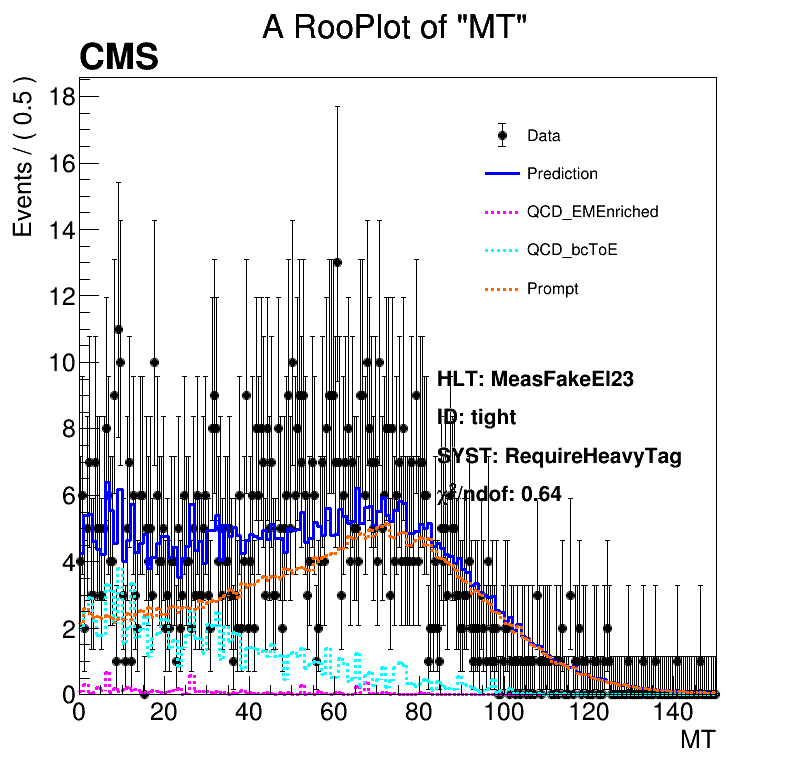 A RooPlot of "MT"
CMS
Events / ( 0.5 )
18
16
14
12
10
8
6
4
2
0
Data
Prediction
QCD_EMEnriched
QCD_bcToE
Prompt
HLT: MeasFakeEl23
ID: tight
SYST: RequireHeavyTag
χ²/ndof: 0.64
0 20 40 60 80 100 120 140
MT